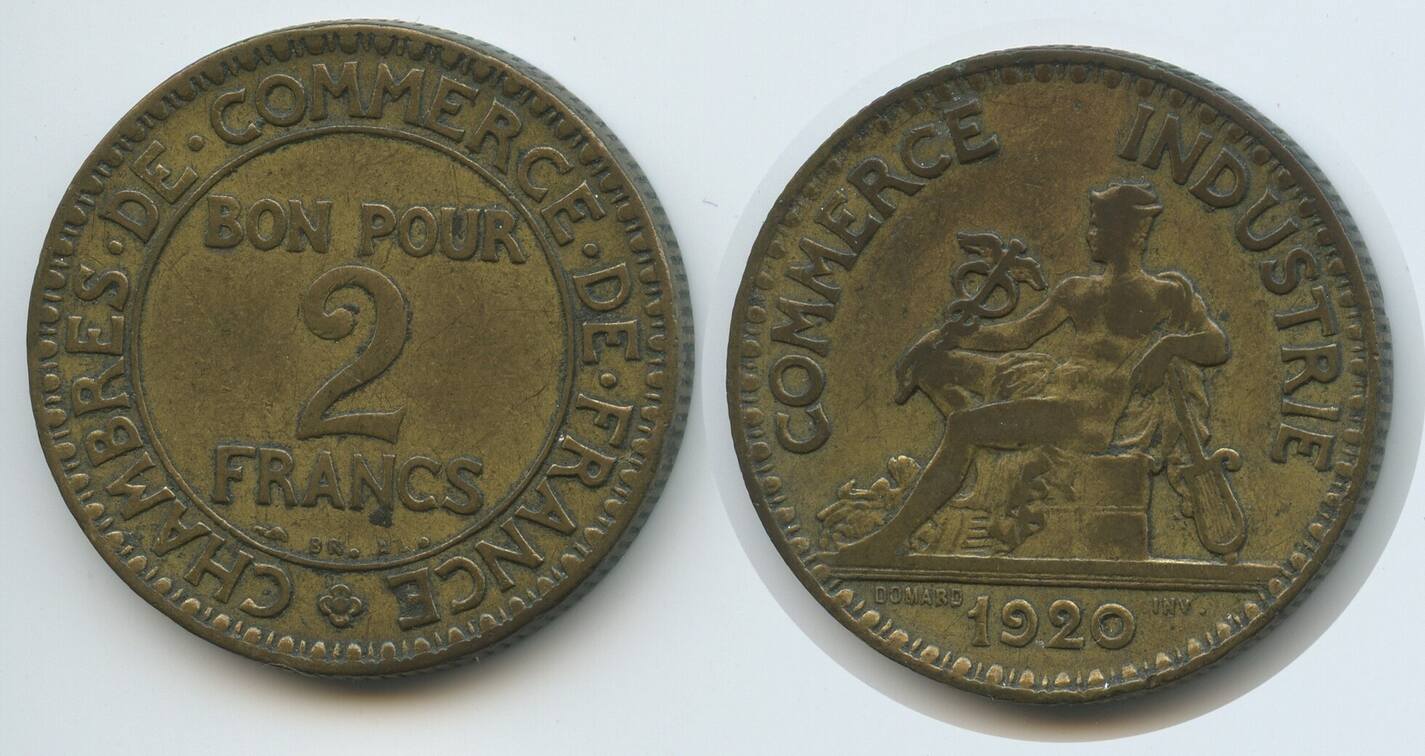 CHAMBRES · DE · COMMERCE · DE · FRANCE
BON POUR
2
FRANCS
COMMERCE INDUSTRIE
DOMARD INV.
1920